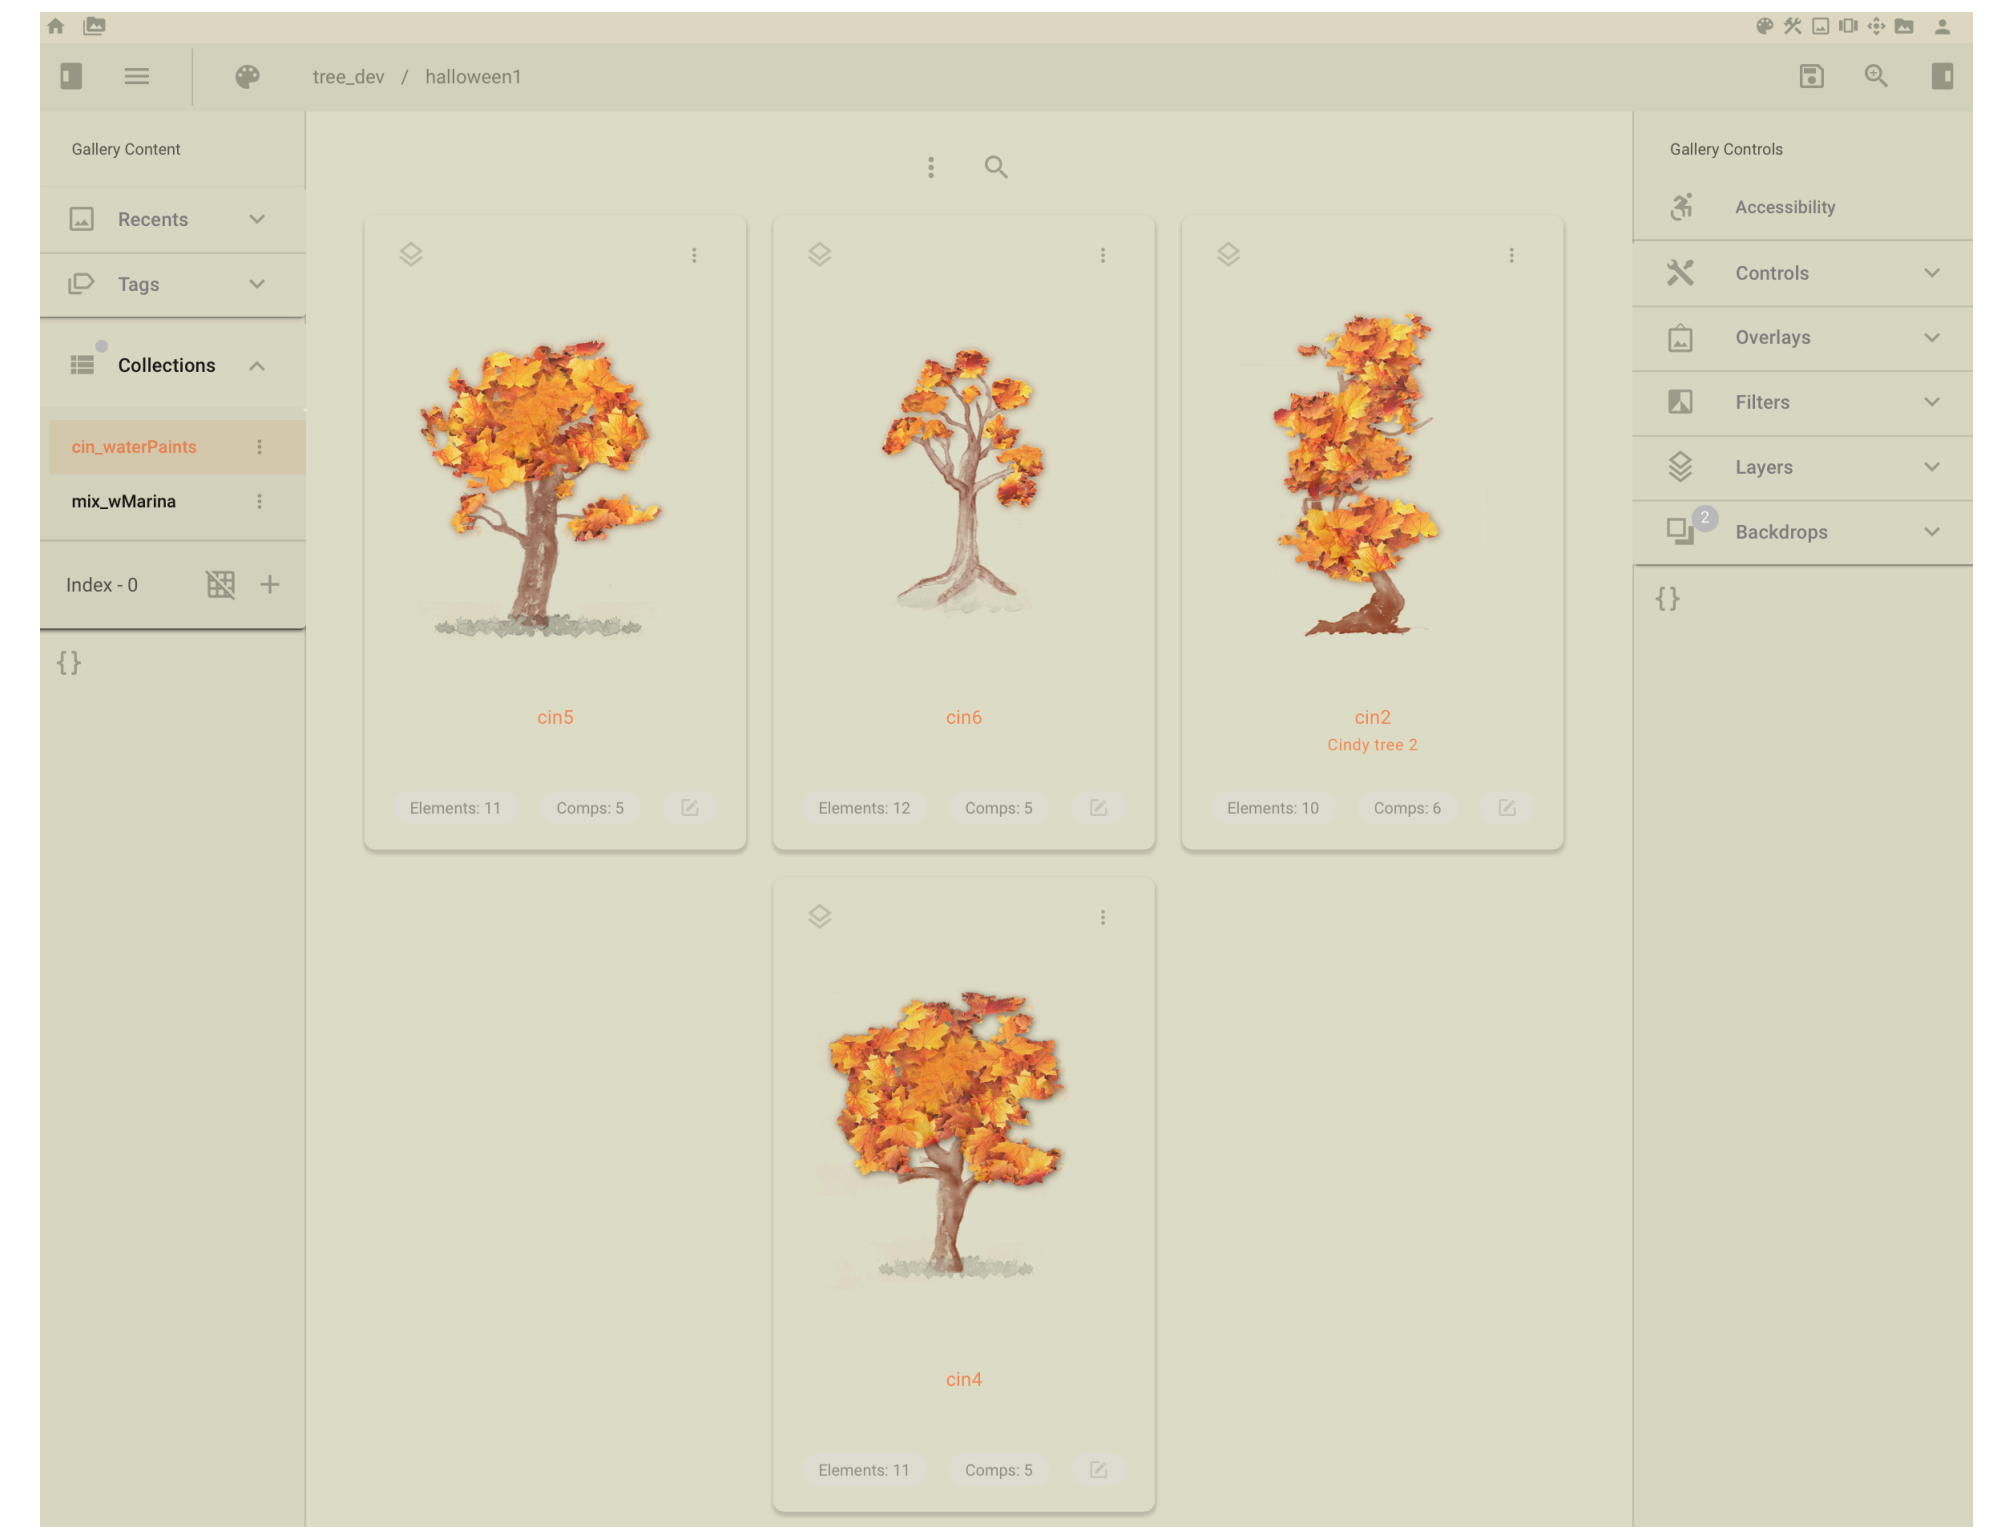 tree_dev / halloween1
Gallery Content
Recents
Tags
Collections
cin_waterPaints
mix_wMarina
Index - 0
{}
cin5
Elements: 11 Comps: 5
cin6
Elements: 12 Comps: 5
cin2
Cindy tree 2
Elements: 10 Comps: 6
cin4
Elements: 11 Comps: 5
Gallery Controls
Accessibility
Controls
Overlays
Filters
Layers
2
Backdrops
{}